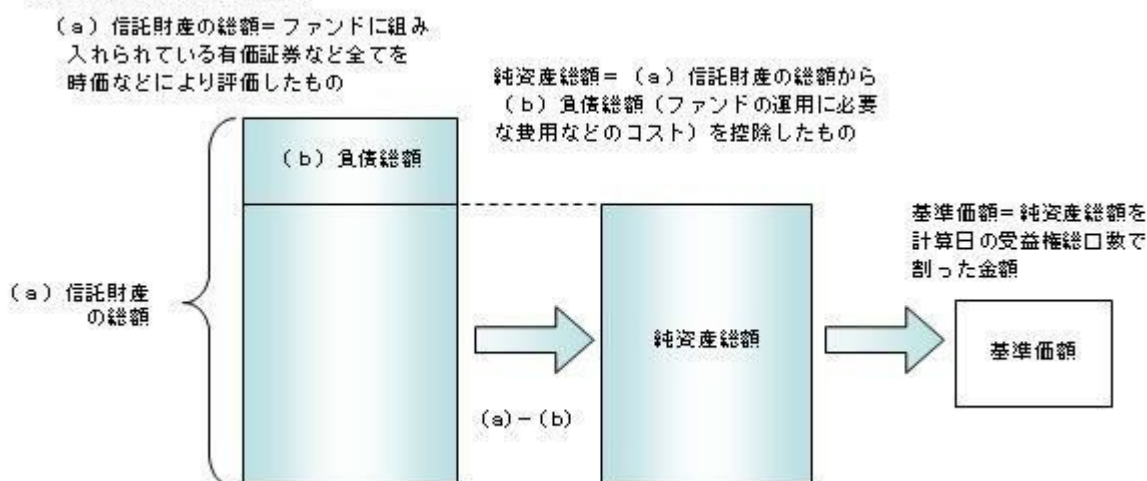 (a) 信託財産の総額=ファンドに組み
入れられている有価証券など全てを
時価などにより評価したもの
純資産総額= (a) 信託財産の総額から
(b) 負債総額(ファンドの運用に必要
な費用などのコスト)を控除したもの
(b) 負債総額
基準価額=純資産総額を
計算日の受益権総口数で
割った金額
(a) 信託財産
の総額
純資産総額
基準価額
(a)-(b)